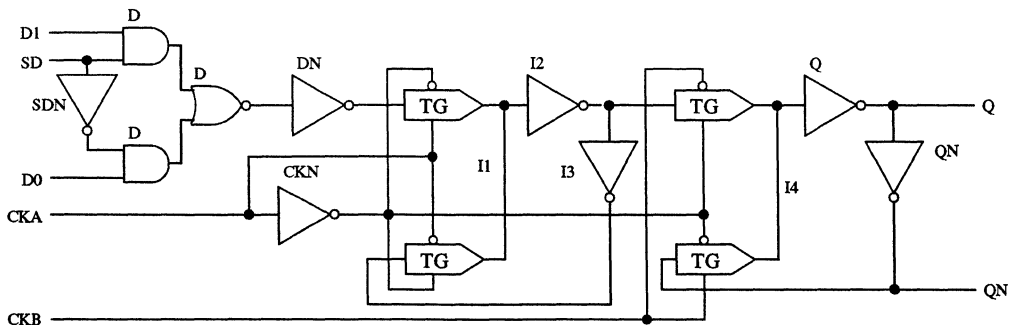 D
D1
SD
SDN
D
D
D0
DN
TG
I2
TG
Q
Q
I1
I3
I4
QN
CKN
CKA
TG
TG
QN
CKB